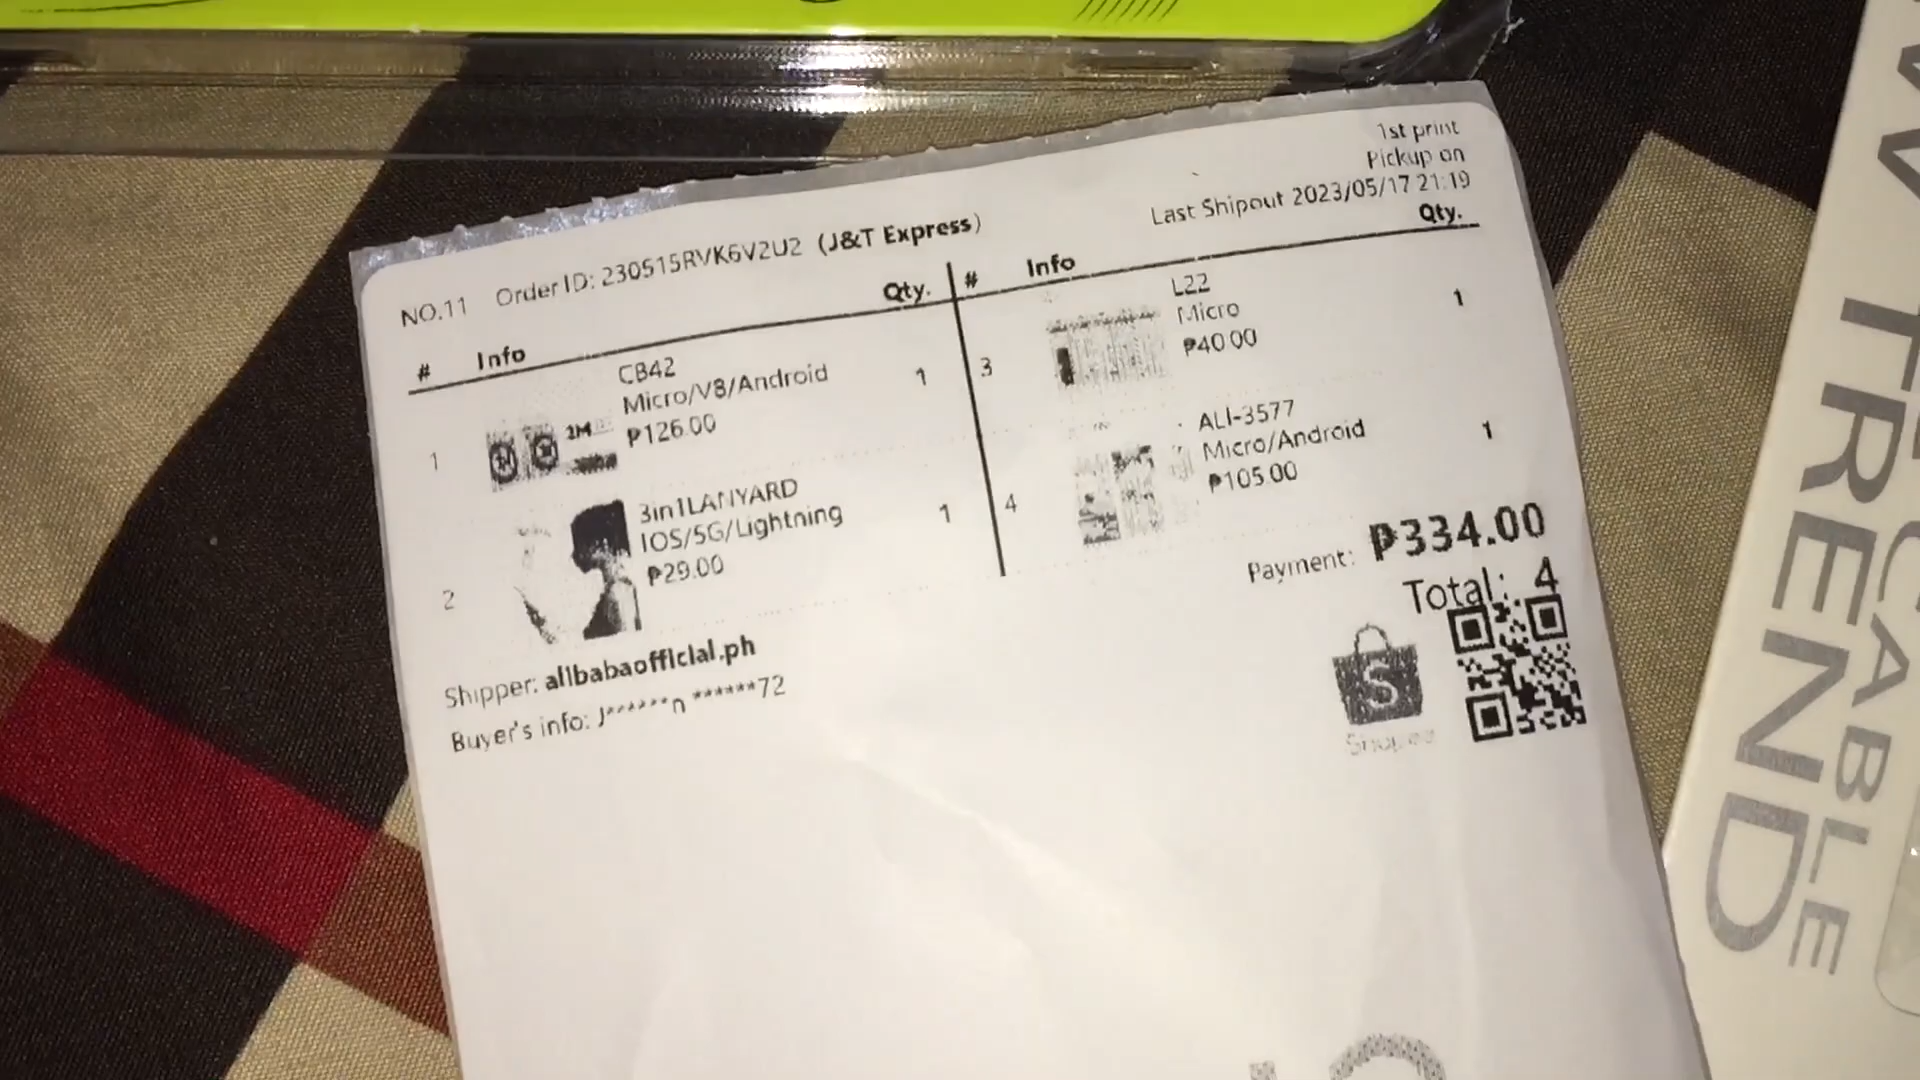 1st print
Pickup on
NO.11 Order ID: 230515RVK6V2U2 (J&T Express) Last Shipout 2023/05/17 21:19
# Info Qty. # Info Qty.
1 CB42
Micro/V8/Android 1
₱126.00
2 3in1LANYARD
IOS/5G/Lightning 1
₱29.00
3 L22
Micro 1
₱40.00
4 ALI-3577
Micro/Android 1
₱105.00
Payment: ₱334.00
Total: 4
Shipper: alibabaofficial.ph
Buyer's info: J******n ******72
Shopee
TREND
CABLE